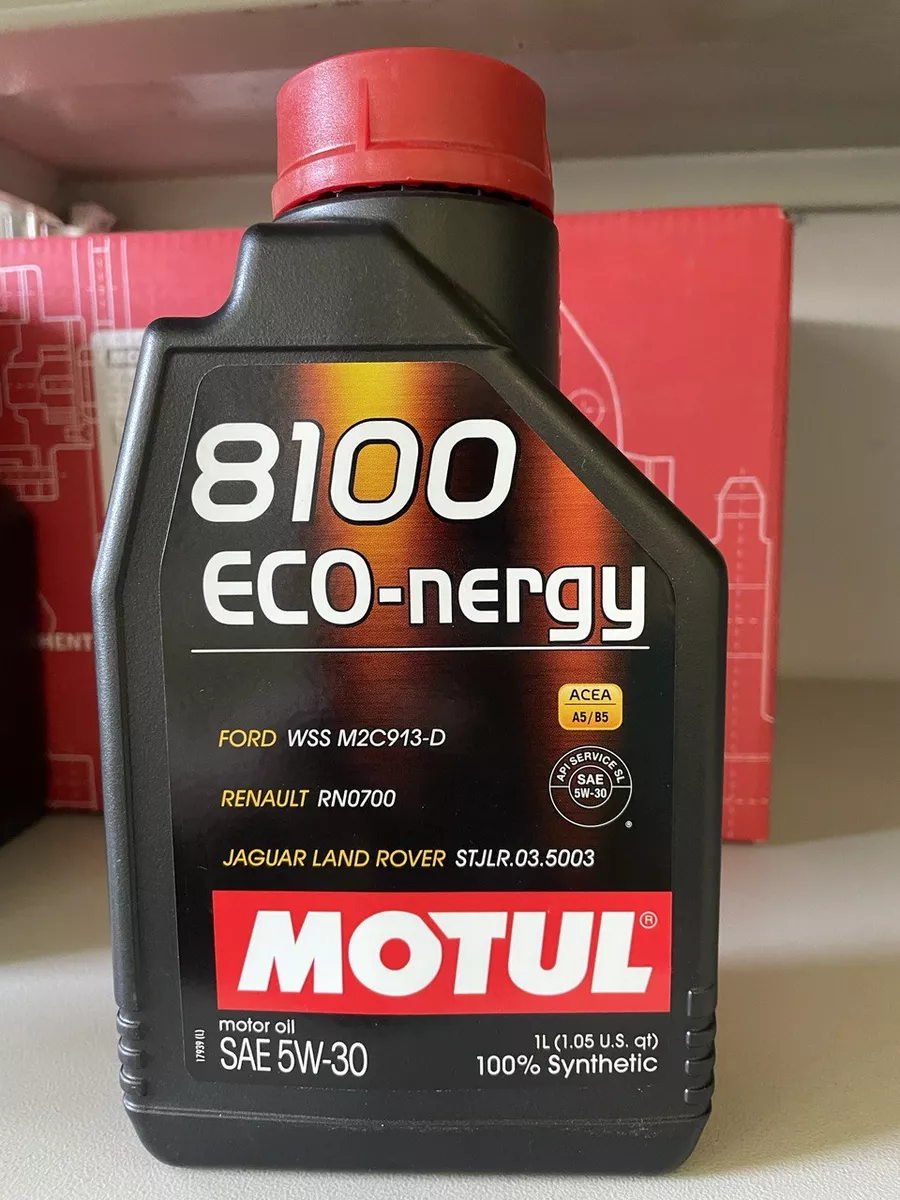 8100
ECO-nergy
ACEA
A5/B5
FORD WSS M2C913-D
API SERVICE SL
SAE
5W-30
®
RENAULT RN0700
JAGUAR LAND ROVER STJLR.03.5003
MOTUL®
motor oil
SAE 5W-30
1L (1.05 U.S. qt)
100% Synthetic
17939 (L)